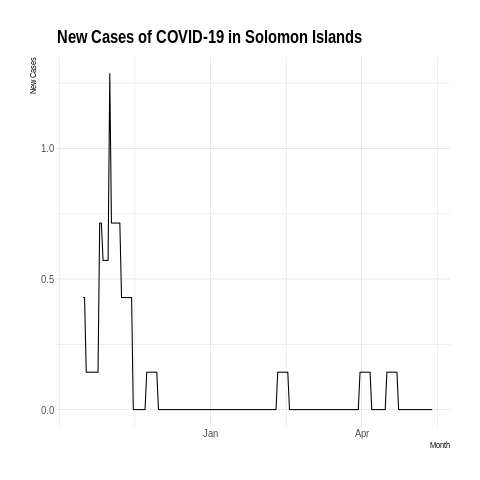 New Cases of COVID-19 in Solomon Islands
New Cases
1.0
0.5
0.0
Jan
Apr
Month